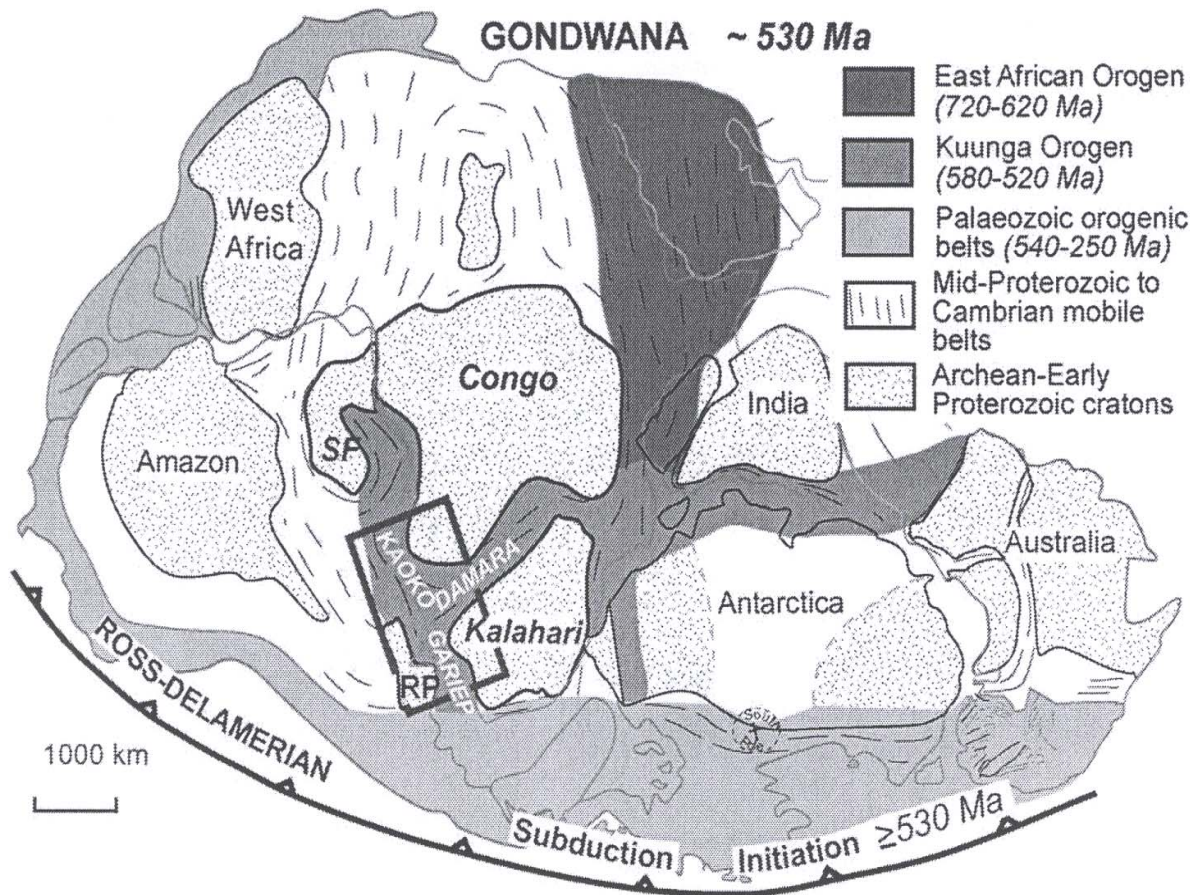 GONDWANA ~ 530 Ma
East African Orogen
(720-620 Ma)
Kuunga Orogen
(580-520 Ma)
Palaeozoic orogenic
belts (540-250 Ma)
Mid-Proterozoic to
Cambrian mobile
belts
Archean-Early
Proterozoic cratons
West
Africa
Congo
India
SF
Amazon
Australia
KAOKO
DAMARA
Antarctica
Kalahari
GARIEP
RP
South
Pole
ROSS-DELAMERIAN
1000 km
Subduction Initiation ≥530 Ma